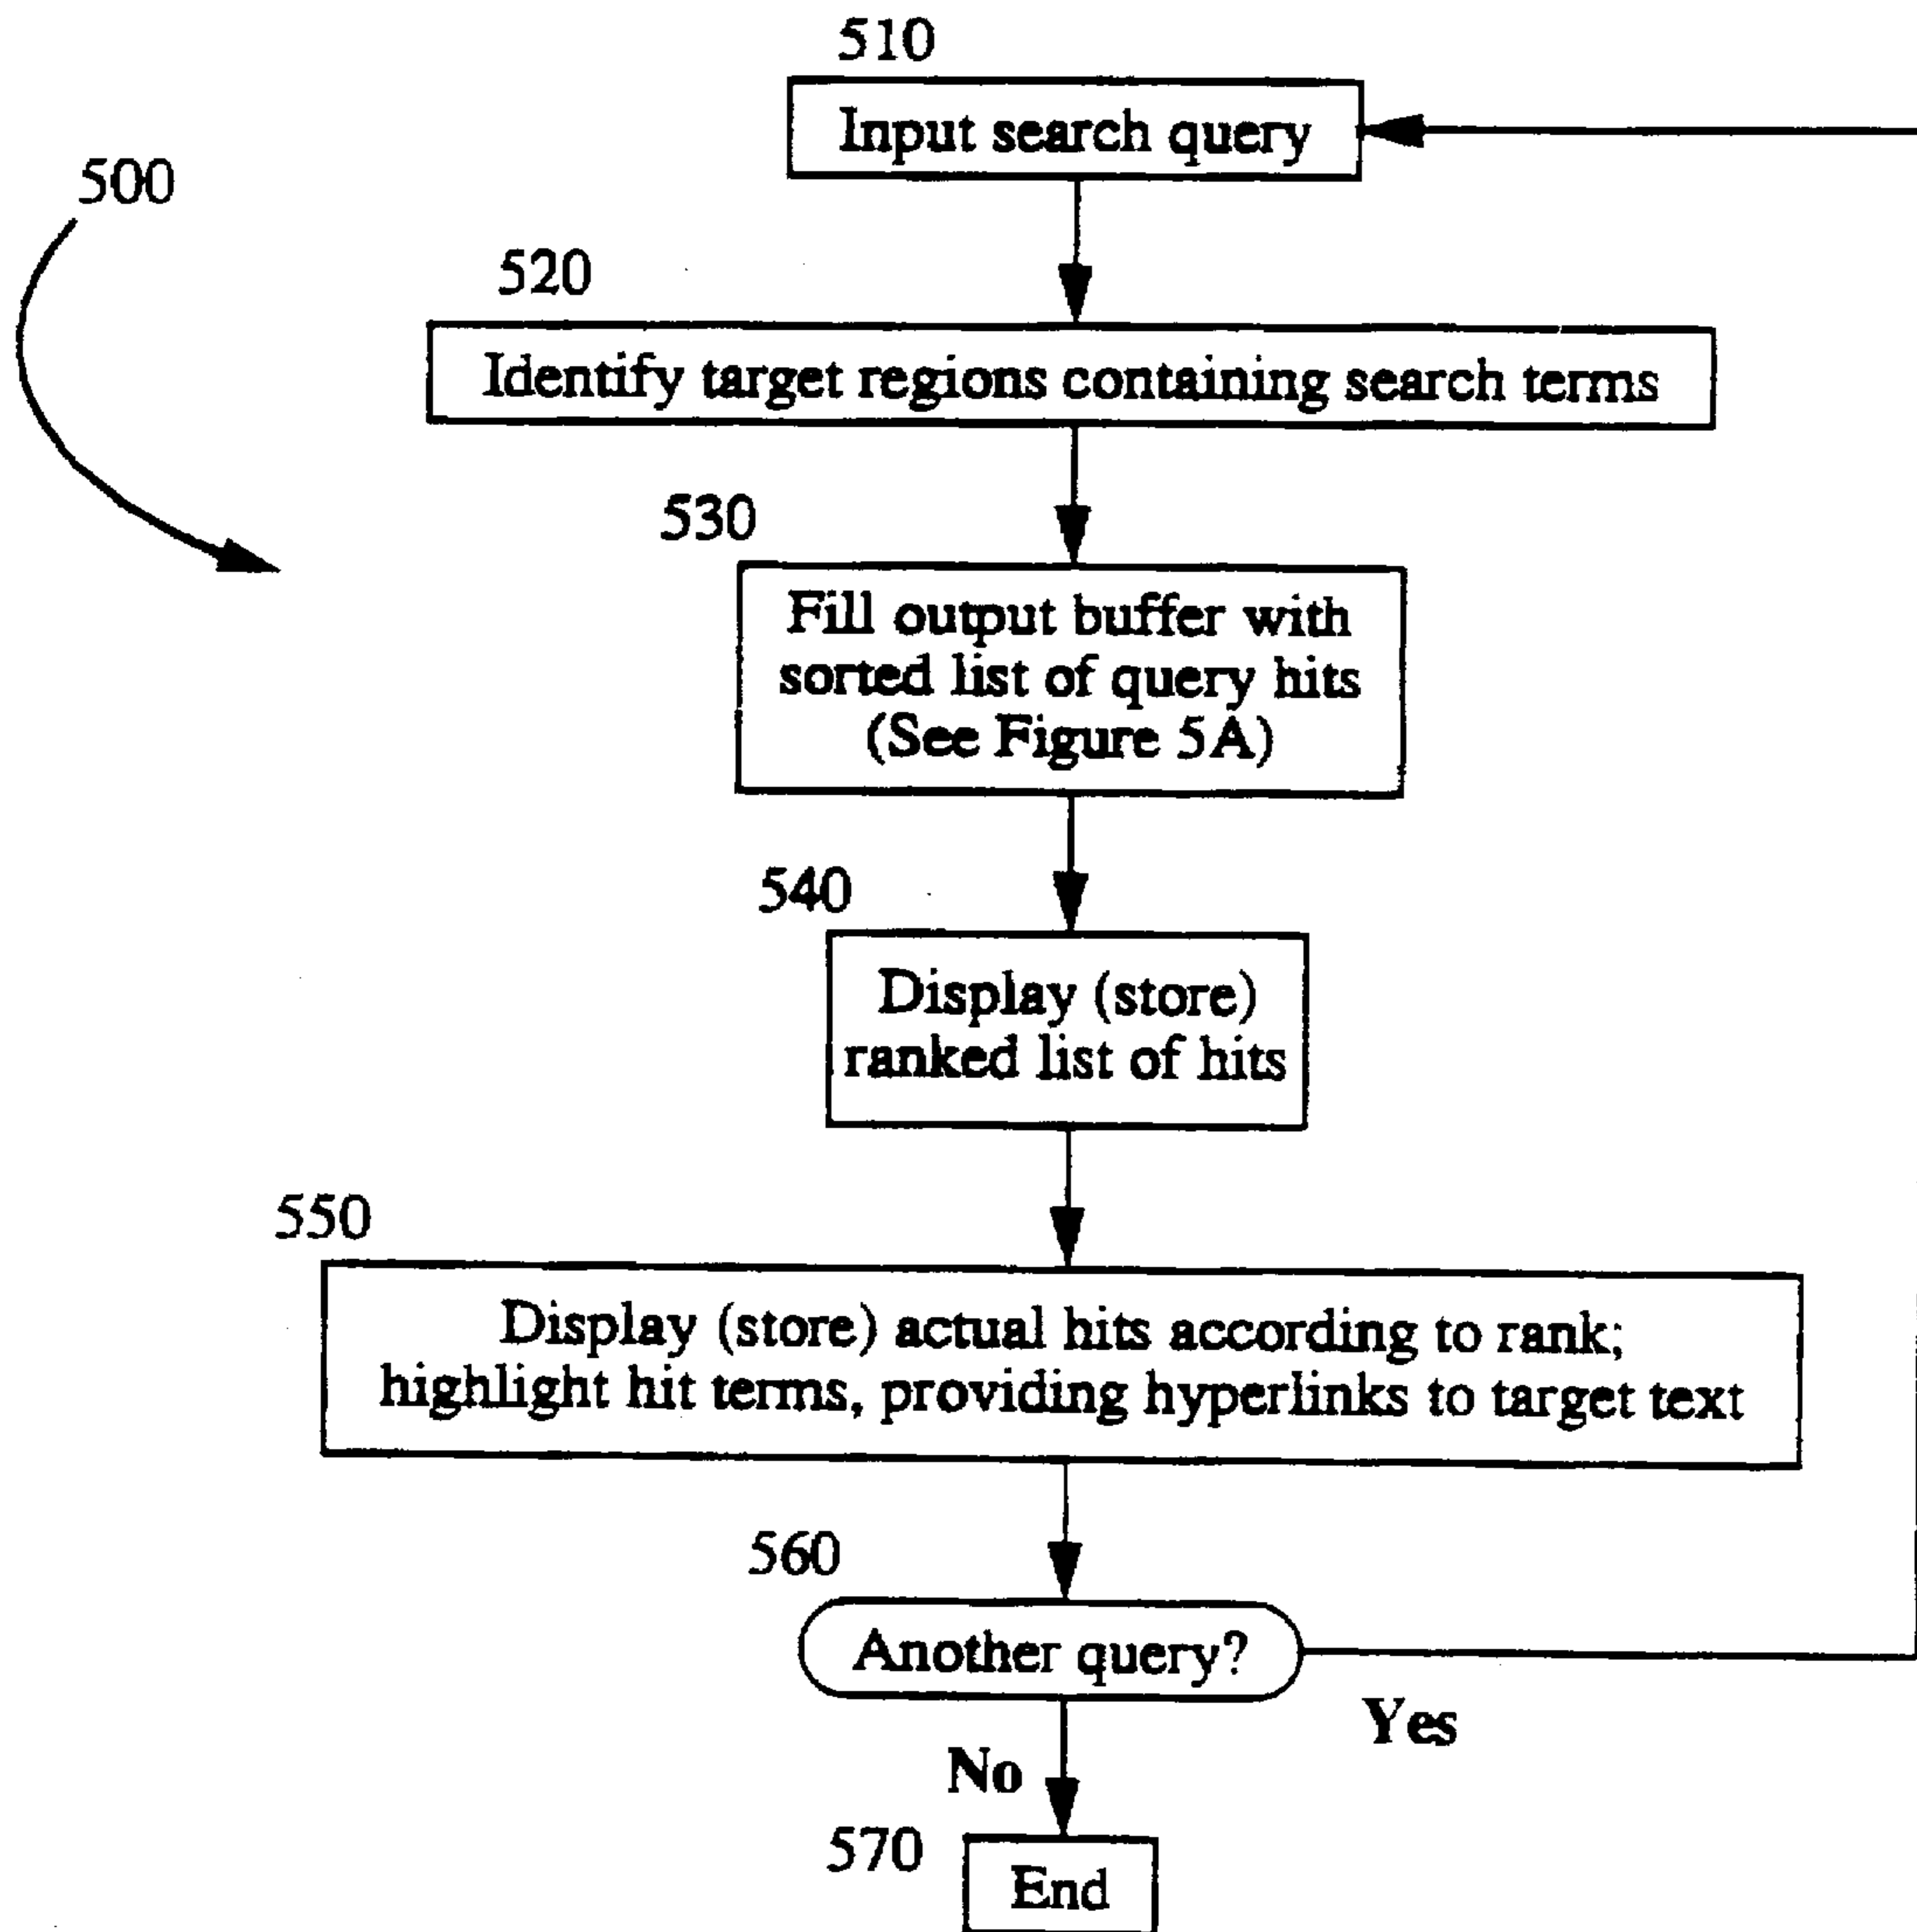 510
Input search query
500
520
Identify target regions containing search terms
530
Fill output buffer with
sorted list of query hits
(See Figure 5A)
540
Display (store)
ranked list of hits
550
Display (store) actual hits according to rank;
highlight hit terms, providing hyperlinks to target text
560
Another query?
Yes
No
570
End